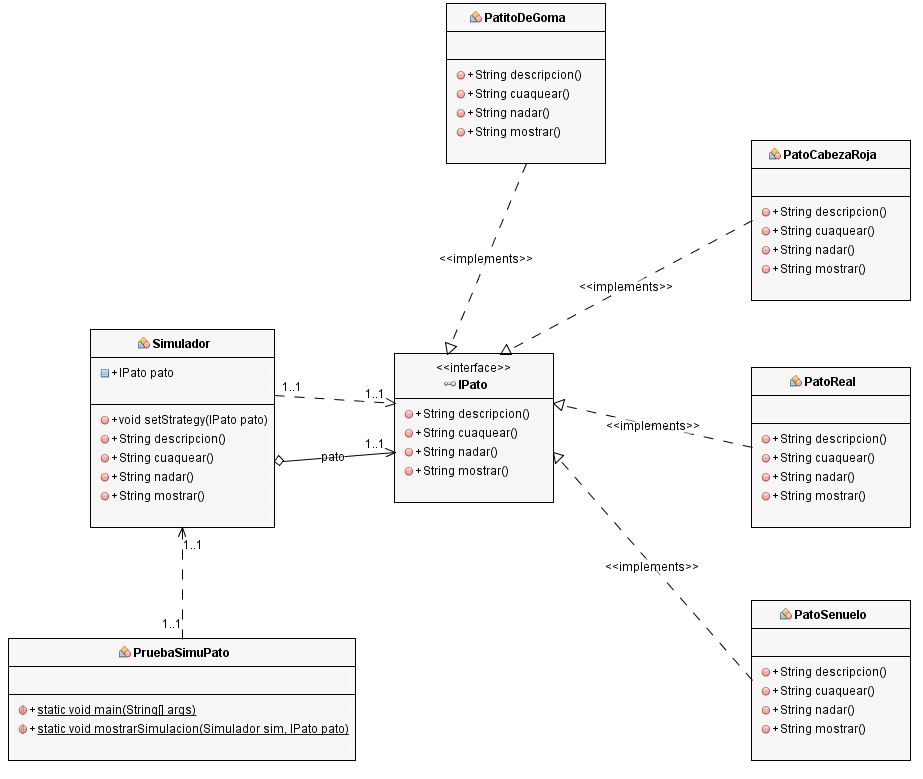 PatitoDeGoma
+String descripcion()
+String cuaquear()
+String nadar()
+String mostrar()
PatoCabezaRoja
+String descripcion()
+String cuaquear()
+String nadar()
+String mostrar()
<<implements>>
<<implements>>
Simulador
+IPato pato
+void setStrategy(IPato pato)
+String descripcion()
+String cuaquear()
+String nadar()
+String mostrar()
1..1
1..1
1..1
pato
<<interface>>
IPato
+String descripcion()
+String cuaquear()
+String nadar()
+String mostrar()
<<implements>>
PatoReal
+String descripcion()
+String cuaquear()
+String nadar()
+String mostrar()
1..1
1..1
<<implements>>
PatoSenuelo
+String descripcion()
+String cuaquear()
+String nadar()
+String mostrar()
PruebaSimuPato
+static void main(String[] args)
+static void mostrarSimulacion(Simulador sim, IPato pato)